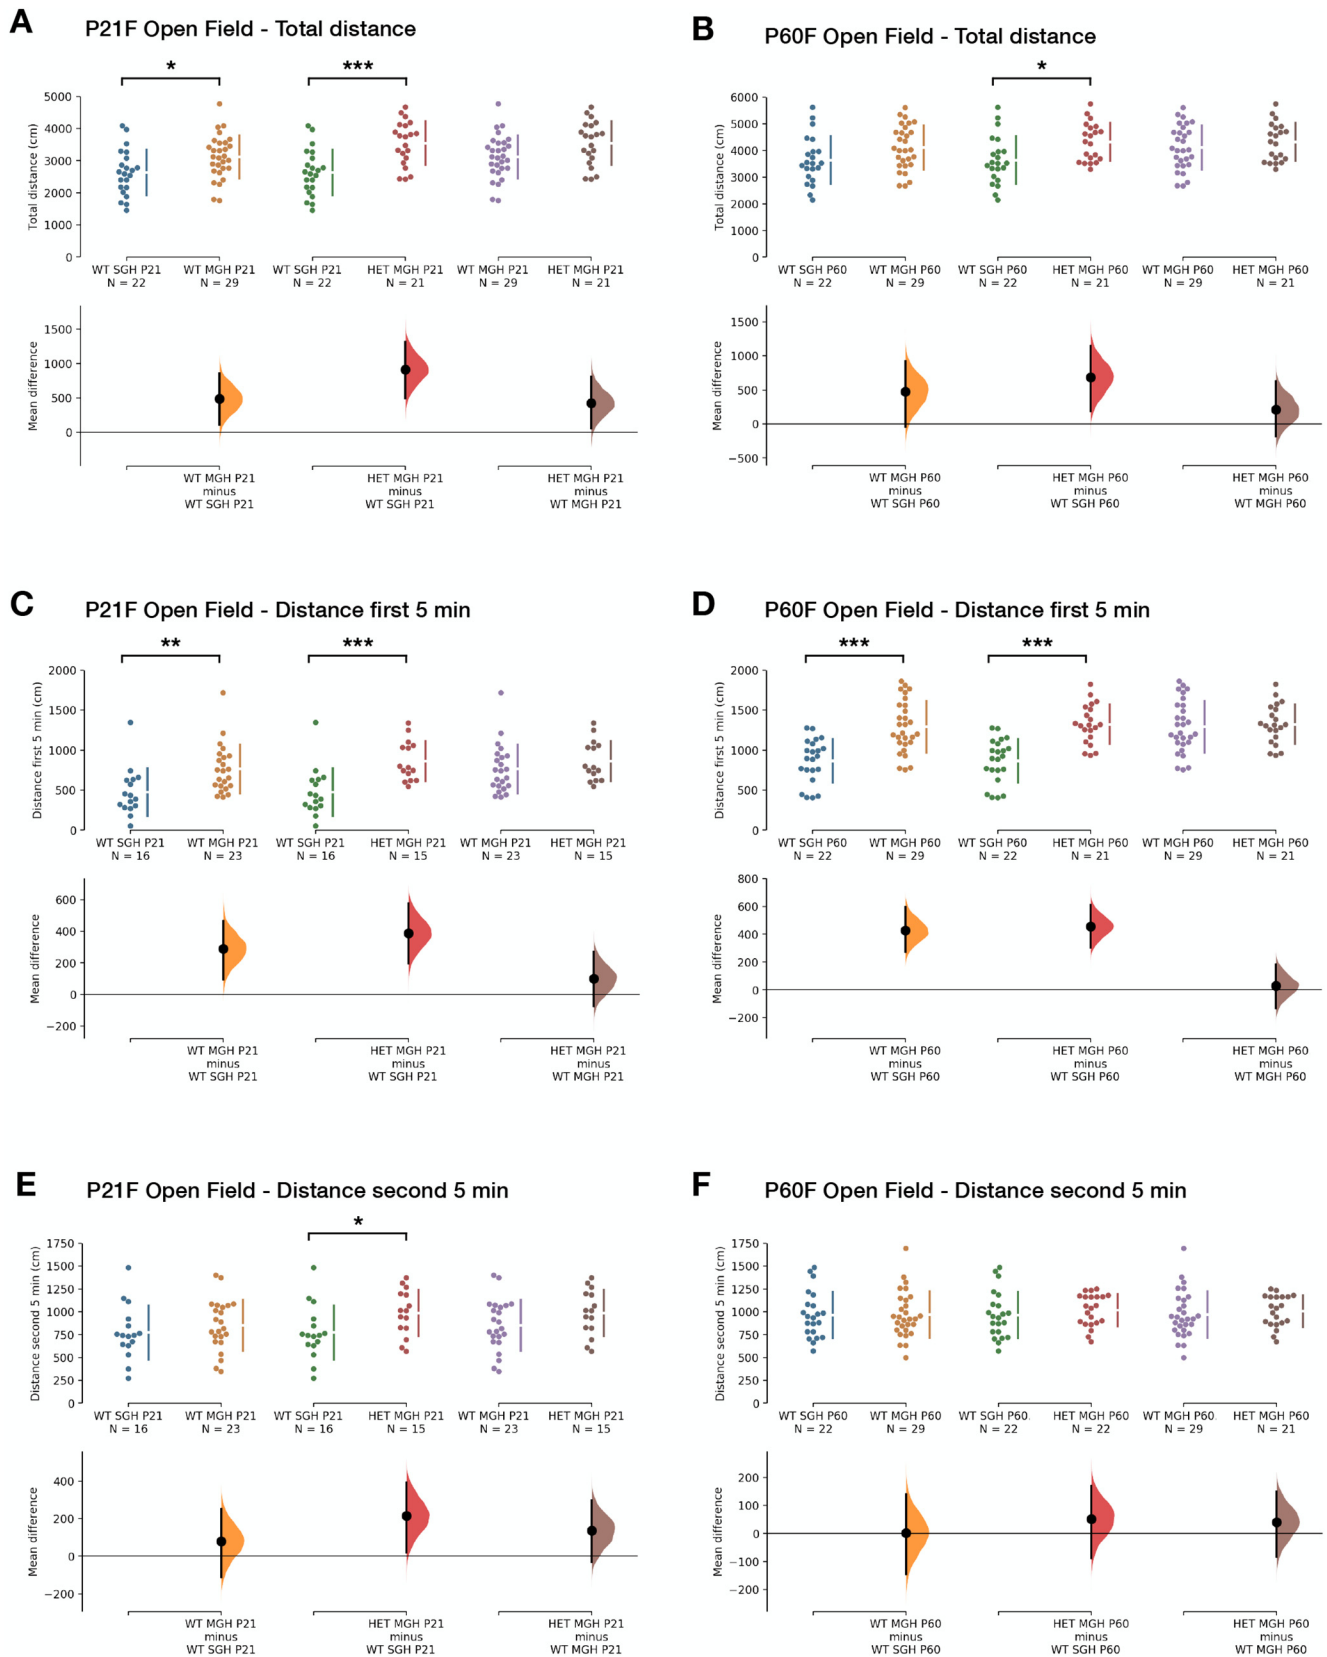 A
P21F Open Field - Total distance
*
***
Total distance (cm)
5000
4000
3000
2000
1000
0
WT SGH P21
N = 22
WT MGH P21
N = 29
WT SGH P21
N = 22
HET MGH P21
N = 21
WT MGH P21
N = 29
HET MGH P21
N = 21
Mean difference
1500
1000
500
0
WT MGH P21
minus
WT SGH P21
HET MGH P21
minus
WT SGH P21
HET MGH P21
minus
WT MGH P21
B
P60F Open Field - Total distance
*
Total distance (cm)
6000
5000
4000
3000
2000
1000
0
WT SGH P60
N = 22
WT MGH P60
N = 29
WT SGH P60
N = 22
HET MGH P60
N = 21
WT MGH P60
N = 29
HET MGH P60
N = 21
Mean difference
1500
1000
500
0
−500
WT MGH P60
minus
WT SGH P60
HET MGH P60
minus
WT SGH P60
HET MGH P60
minus
WT MGH P60
C
P21F Open Field - Distance first 5 min
**
***
Distance first 5 min (cm)
2000
1500
1000
500
0
WT SGH P21
N = 16
WT MGH P21
N = 23
WT SGH P21
N = 16
HET MGH P21
N = 15
WT MGH P21
N = 23
HET MGH P21
N = 15
Mean difference
600
400
200
0
−200
WT MGH P21
minus
WT SGH P21
HET MGH P21
minus
WT SGH P21
HET MGH P21
minus
WT MGH P21
D
P60F Open Field - Distance first 5 min
***
***
Distance first 5 min (cm)
2000
1500
1000
500
0
WT SGH P60
N = 22
WT MGH P60
N = 29
WT SGH P60
N = 22
HET MGH P60
N = 21
WT MGH P60
N = 29
HET MGH P60
N = 21
Mean difference
800
600
400
200
0
−200
WT MGH P60
minus
WT SGH P60
HET MGH P60
minus
WT SGH P60
HET MGH P60
minus
WT MGH P60
E
P21F Open Field - Distance second 5 min
*
Distance second 5 min (cm)
1750
1500
1250
1000
750
500
250
0
WT SGH P21
N = 16
WT MGH P21
N = 23
WT SGH P21
N = 16
HET MGH P21
N = 15
WT MGH P21
N = 23
HET MGH P21
N = 15
Mean difference
400
200
0
−200
WT MGH P21
minus
WT SGH P21
HET MGH P21
minus
WT SGH P21
HET MGH P21
minus
WT MGH P21
F
P60F Open Field - Distance second 5 min
Distance second 5 min (cm)
1750
1500
1250
1000
750
500
250
0
WT SGH P60
N = 22
WT MGH P60
N = 29
WT SGH P60
N = 22
HET MGH P60
N = 22
WT MGH P60
N = 29
HET MGH P60
N = 21
Mean difference
200
100
0
−100
−200
WT MGH P60
minus
WT SGH P60
HET MGH P60
minus
WT SGH P60
HET MGH P60
minus
WT MGH P60